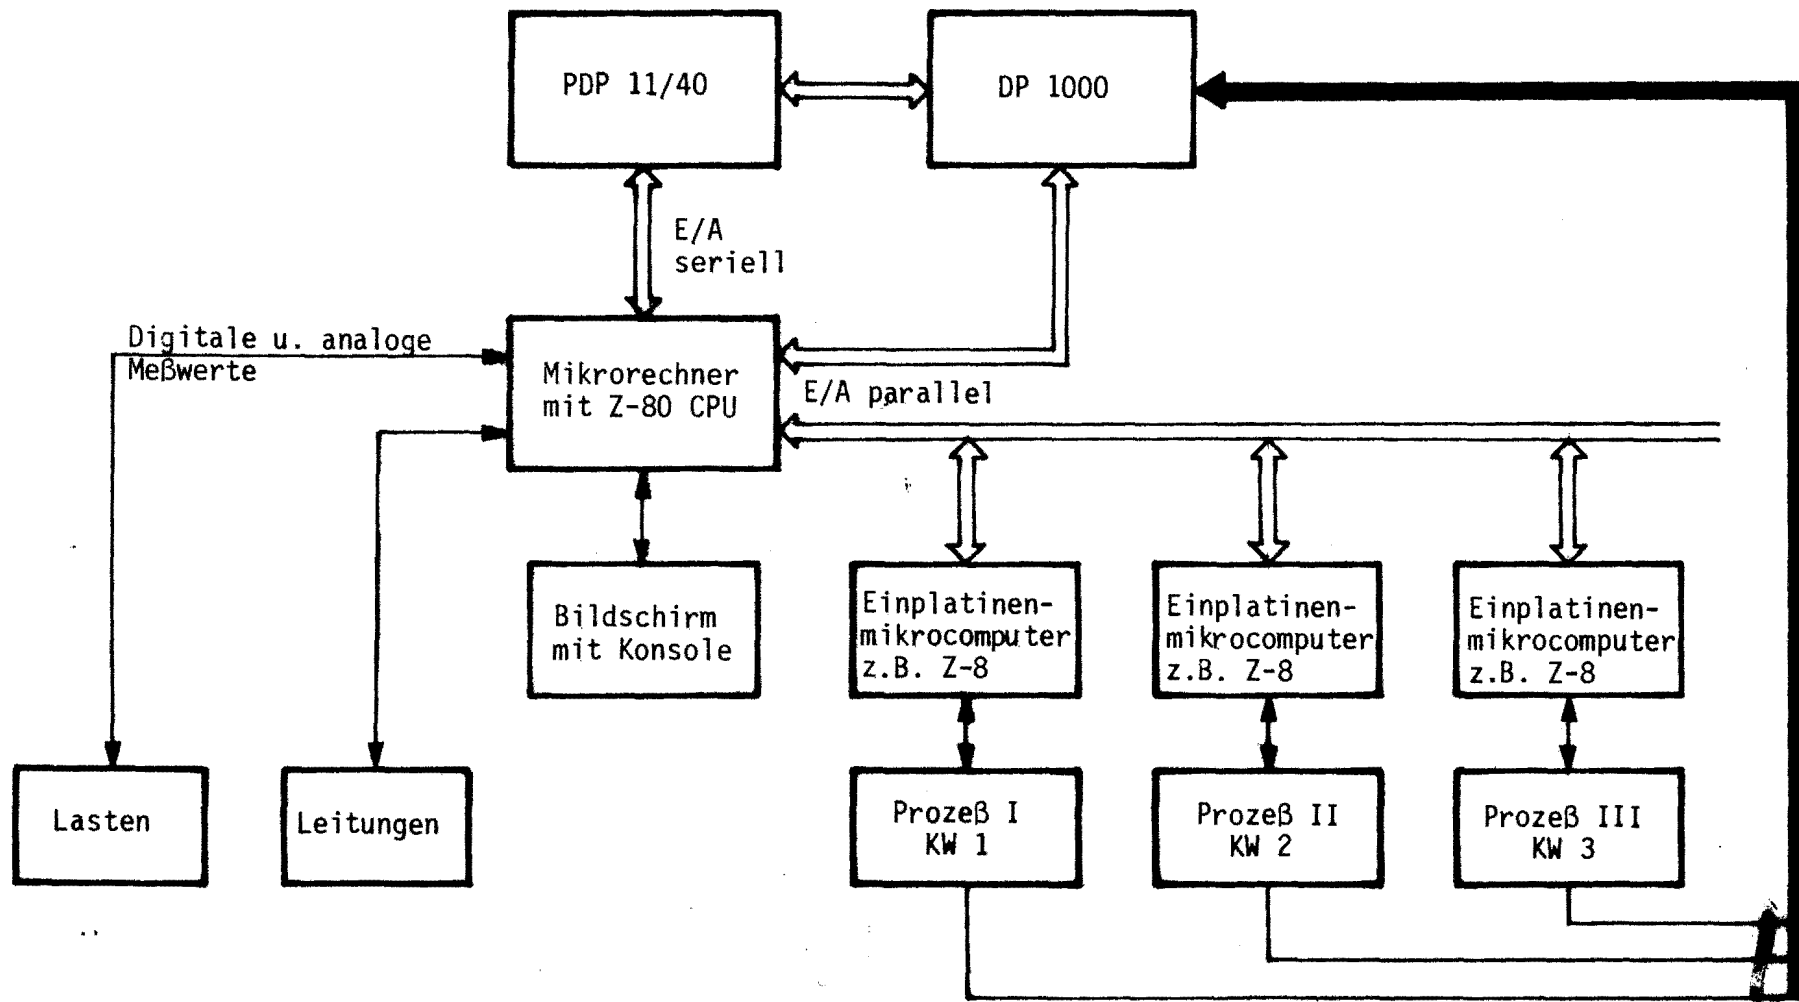 PDP 11/40
DP 1000
E/A
seriell
Digitale u. analoge
Meßwerte
Mikrorechner
mit Z-80 CPU
E/A parallel
Bildschirm
mit Konsole
Einplatinen-
mikrocomputer
z.B. Z-8
Einplatinen-
mikrocomputer
z.B. Z-8
Einplatinen-
mikrocomputer
z.B. Z-8
Lasten
Leitungen
Prozeß I
KW 1
Prozeß II
KW 2
Prozeß III
KW 3